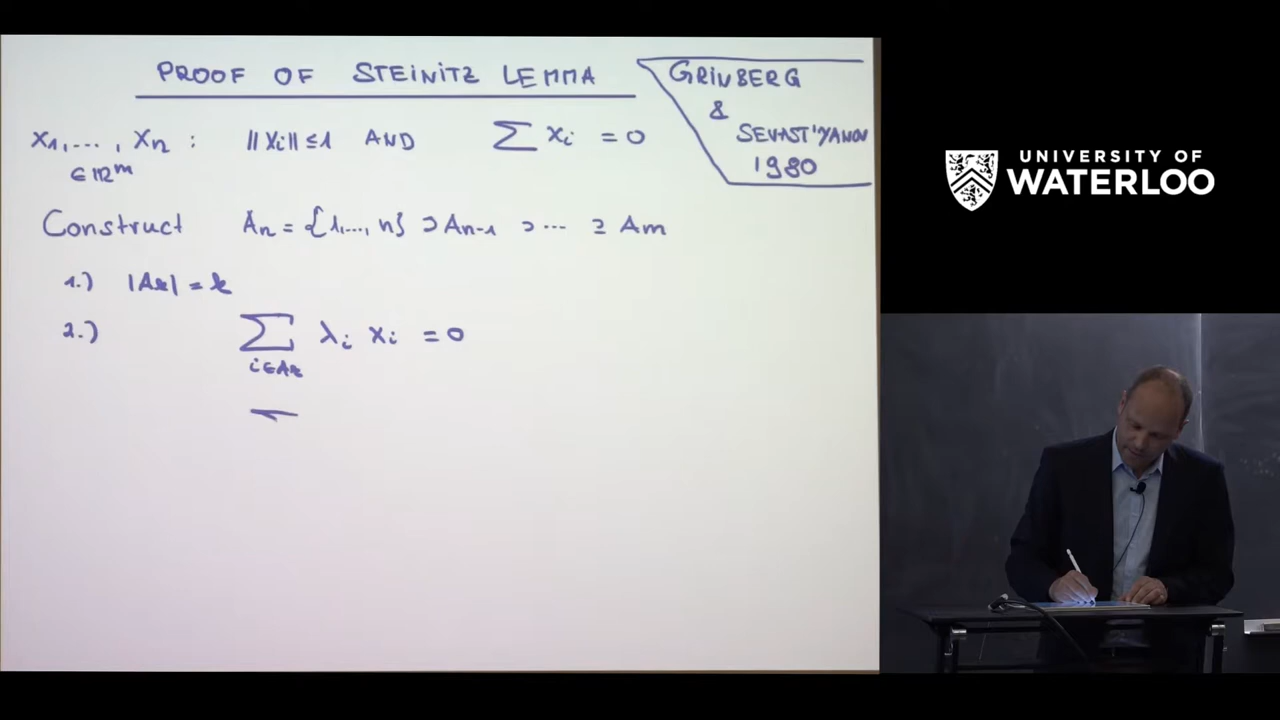 PROOF OF STEINITZ LEMMA
GRINBERG
&
SEVAST'YANOV
1980
x₁,..., xₙ : ‖xᵢ‖ ≤ 1 AND ∑ xᵢ = 0
∈ ℝᵐ
Construct Aₙ = {1,..., n} ⊃ Aₙ₋₁ ⊃ ... ⊇ Aₘ
1.) |Aₖ| = k
2.) ∑ λᵢ xᵢ = 0
i∈Aₖ
UNIVERSITY OF
WATERLOO